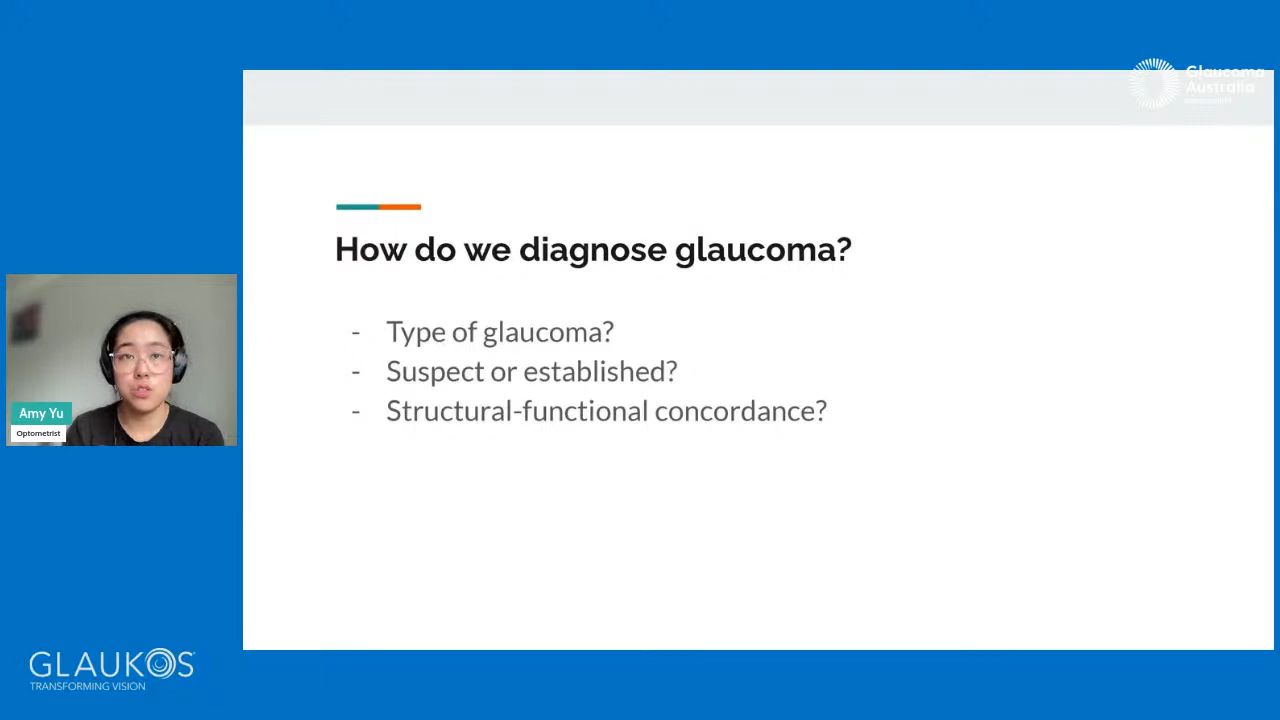 Glaucoma
Australia
How do we diagnose glaucoma?
- Type of glaucoma?
- Suspect or established?
- Structural-functional concordance?
Amy Yu
Optometrist
GLAUKOS
TRANSFORMING VISION